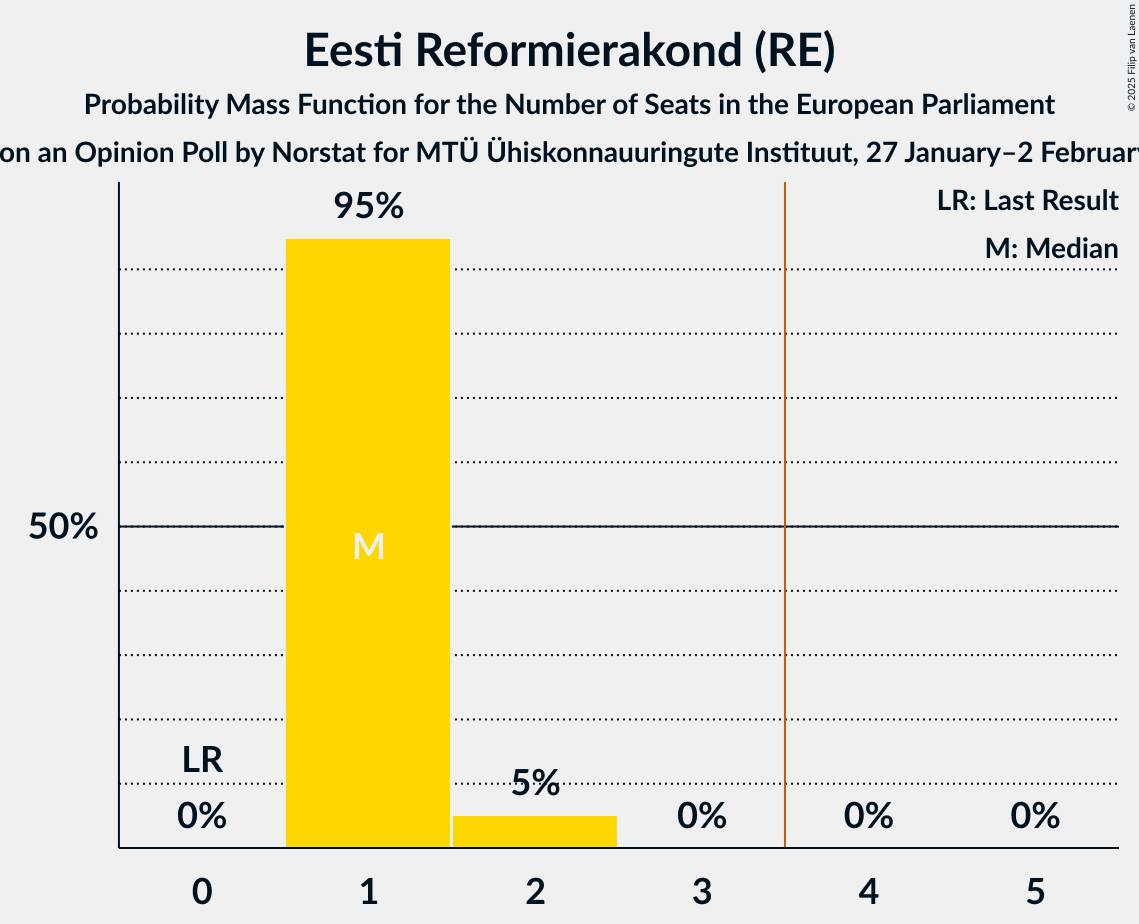 Eesti Reformierakond (RE)
Probability Mass Function for the Number of Seats in the European Parliament
on an Opinion Poll by Norstat for MTÜ Ühiskonnauuringute Instituut, 27 January–2 February
© 2025 Filip van Laenen
LR: Last Result
M: Median
95%
50%
M
LR
0%
5%
0%
0%
0%
0
1
2
3
4
5